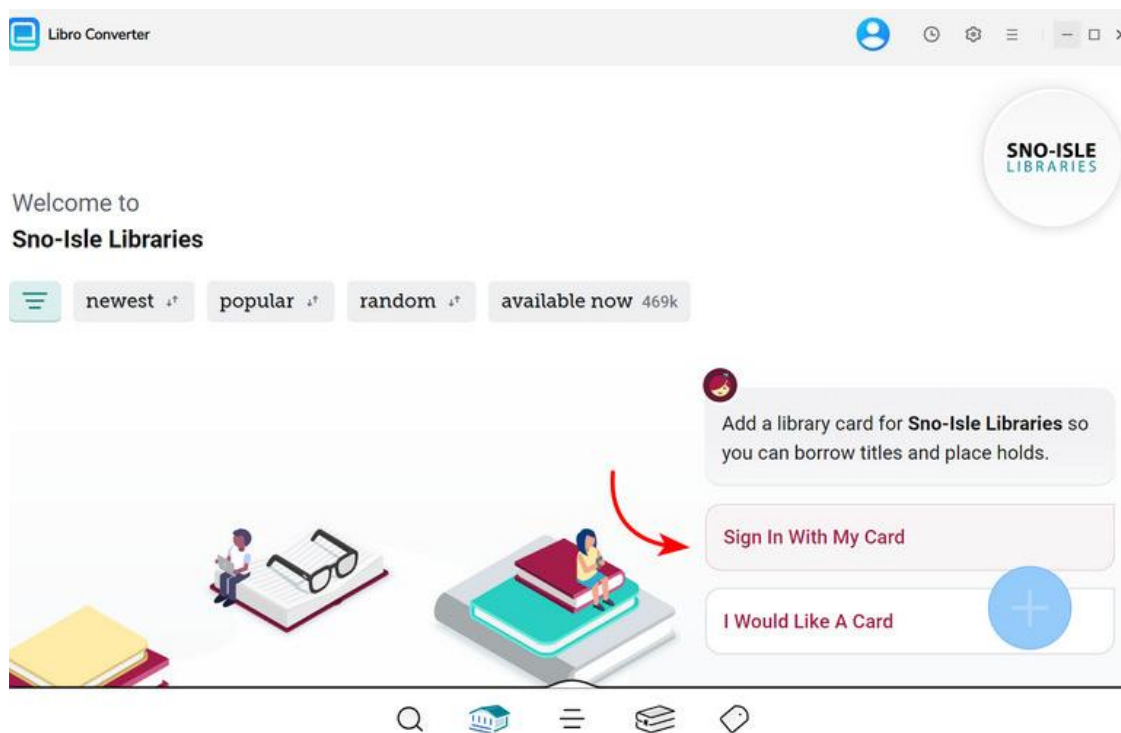 Libro Converter
SNO-ISLE
LIBRARIES
Welcome to
Sno-Isle Libraries
newest
popular
random
available now 469k
Add a library card for Sno-Isle Libraries so
you can borrow titles and place holds.
Sign In With My Card
I Would Like A Card